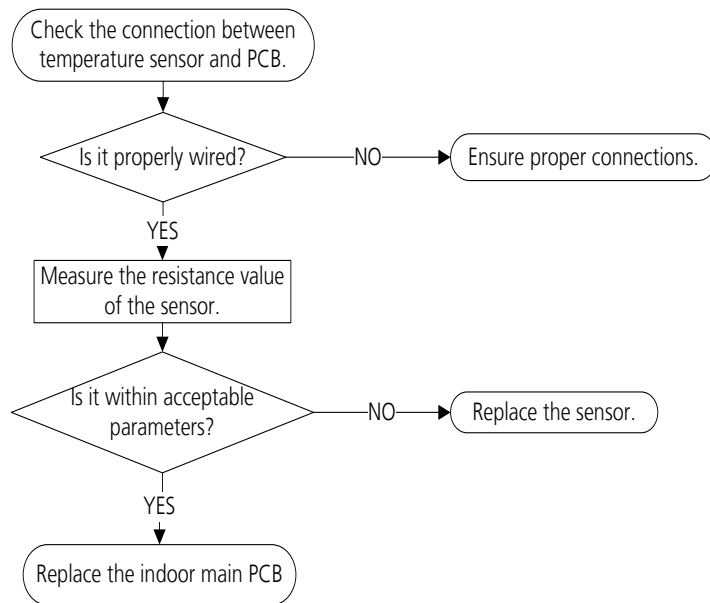 Check the connection between
temperature sensor and PCB.
Is it properly wired?
NO
Ensure proper connections.
YES
Measure the resistance value
of the sensor.
Is it within acceptable
parameters?
NO
Replace the sensor.
YES
Replace the indoor main PCB